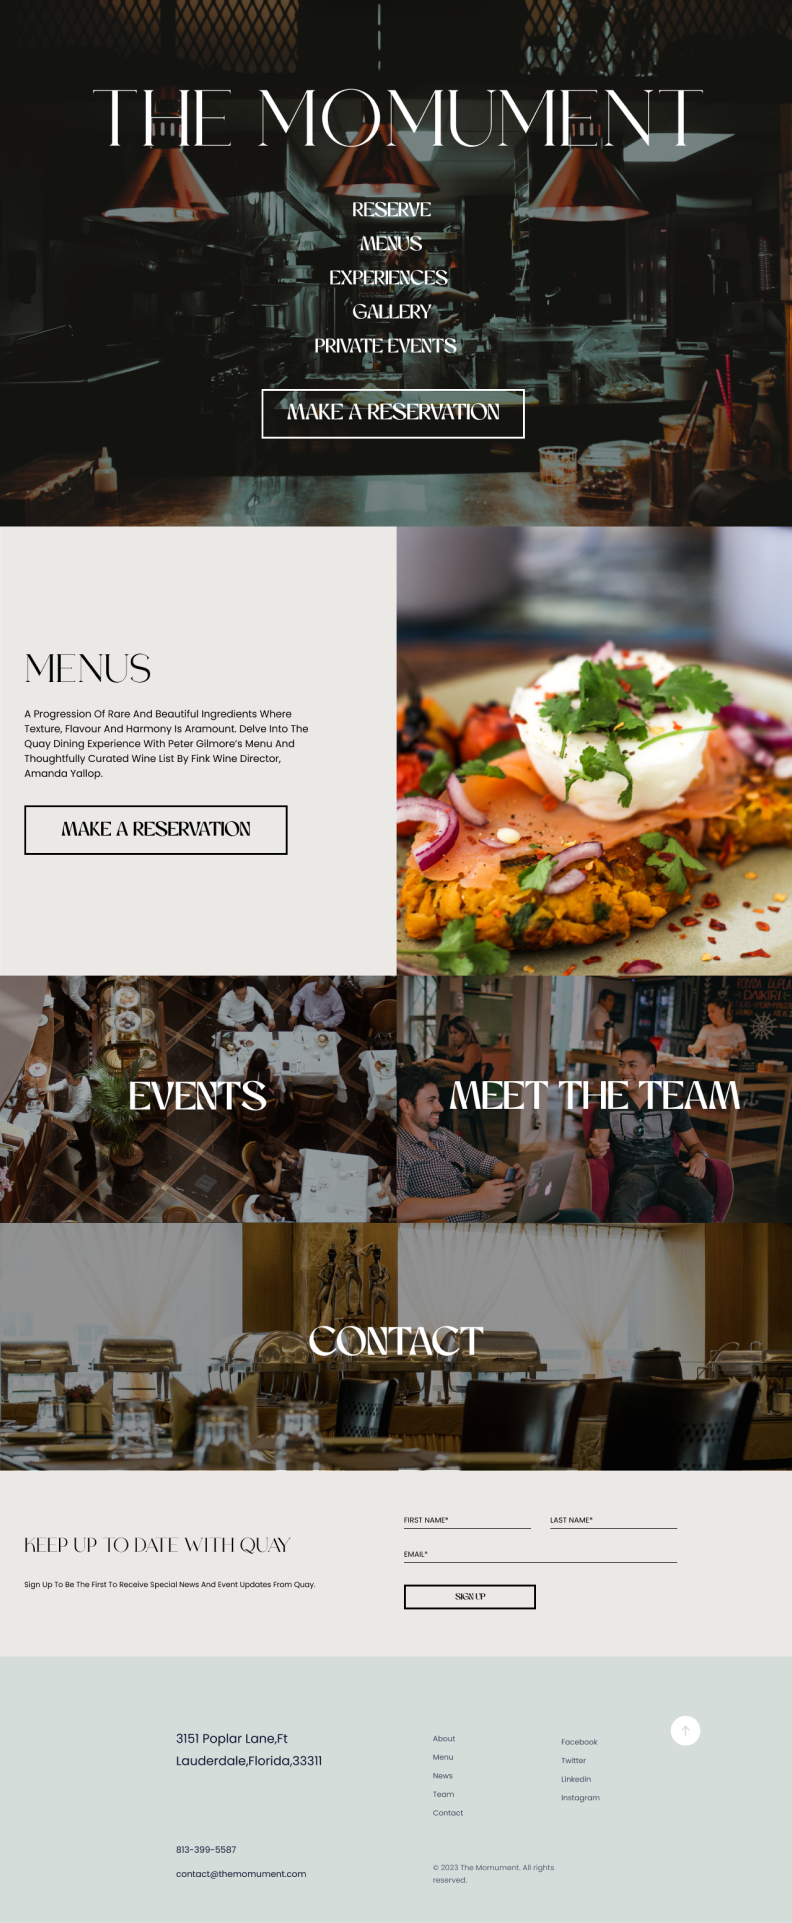 THE MOMUMENT
RESERVE
MENUS
EXPERIENCES
GALLERY
PRIVATE EVENTS
MAKE A RESERVATION
MENUS
A Progression Of Rare And Beautiful Ingredients Where
Texture, Flavour And Harmony Is Aramount. Delve Into The
Quay Dining Experience With Peter Gilmore's Menu And
Thoughtfully Curated Wine List By Fink Wine Director,
Amanda Yallop.
MAKE A RESERVATION
EVENTS
MEET THE TEAM
CONTACT
KEEP UP TO DATE WITH QUAY
Sign Up To Be The First To Receive Special News And Event Updates From Quay.
FIRST NAME*
LAST NAME*
EMAIL*
SIGN UP
3151 Poplar Lane,Ft
Lauderdale,Florida,33311
813-399-5587
contact@themomument.com
About
Menu
News
Team
Contact
Facebook
Twitter
Linkedin
Instagram
© 2023 The Momument. All rights
reserved.